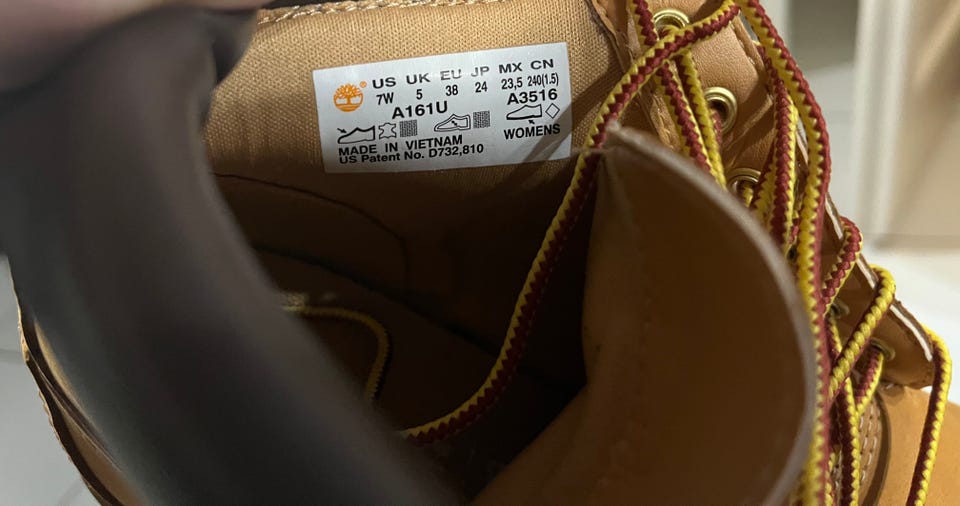 US UK EU JP MX CN
7W 5 38 24 23,5 240(1.5)
A161U A3516
WOMENS
MADE IN VIETNAM
US Patent No. D732,810